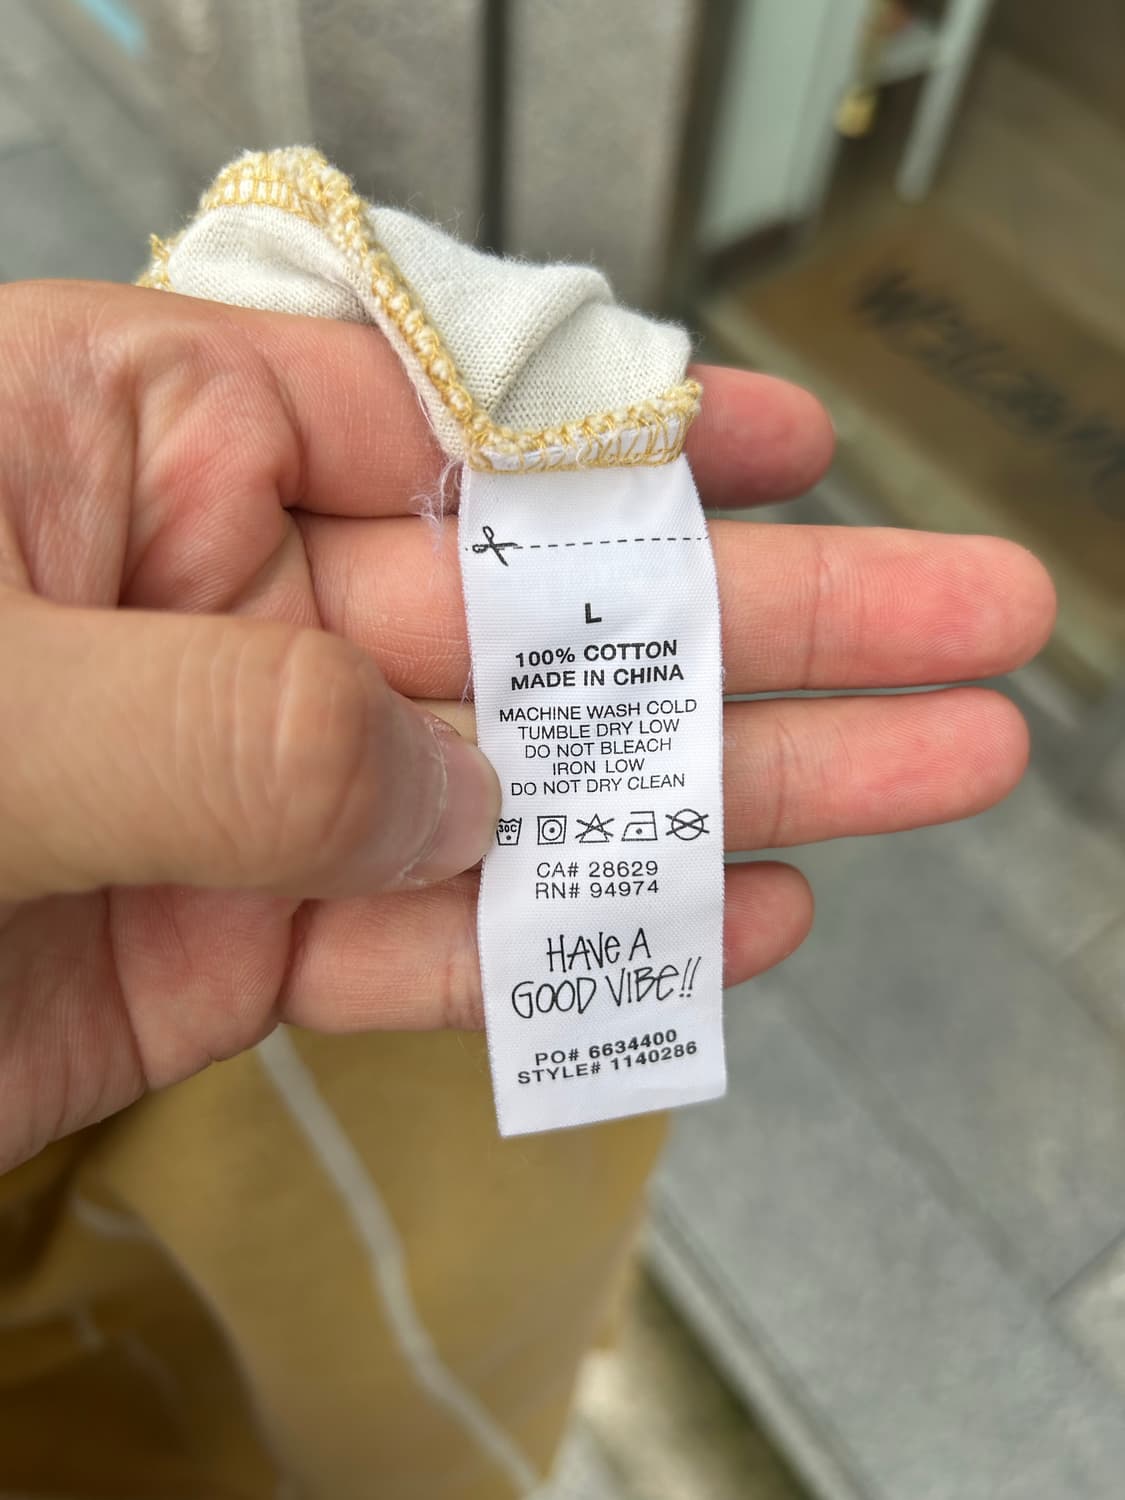 L
100% COTTON
MADE IN CHINA
MACHINE WASH COLD
TUMBLE DRY LOW
DO NOT BLEACH
IRON LOW
DO NOT DRY CLEAN
30C
CA# 28629
RN# 94974
HAVE A
GOOD VIBE!!
PO# 6634400
STYLE# 1140286
WELCOME